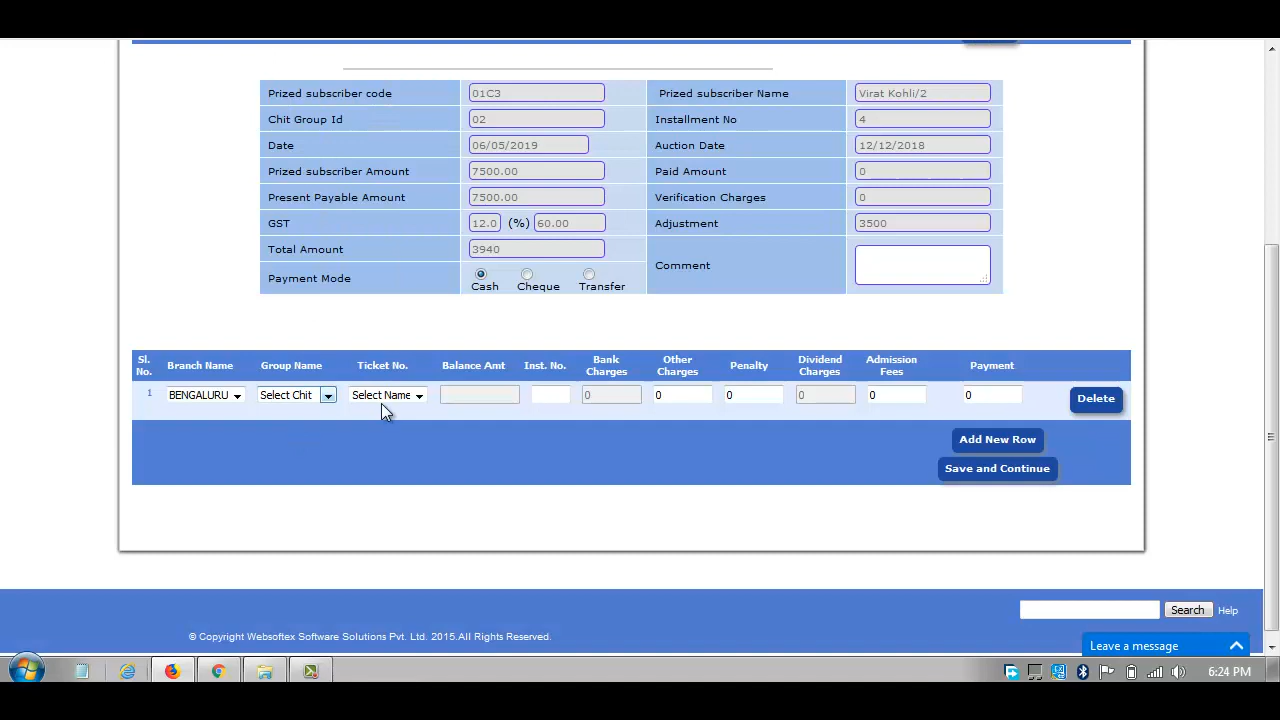 Prized subscriber code 01C3 Prized subscriber Name Virat Kohli/2
Chit Group Id 02 Installment No 4
Date 06/05/2019 Auction Date 12/12/2018
Prized subscriber Amount 7500.00 Paid Amount 0
Present Payable Amount 7500.00 Verification Charges 0
GST 12.0 (%) 60.00 Adjustment 3500
Total Amount 3940
Comment
Payment Mode Cash Cheque Transfer
Sl. No. Branch Name Group Name Ticket No. Balance Amt Inst. No. Bank Charges Other Charges Penalty Dividend Charges Admission Fees Payment
1 BENGALURU Select Chit Select Name 0 0 0 0 0 0 Delete
Add New Row
Save and Continue
Search Help
© Copyright Websoftex Software Solutions Pvt. Ltd. 2015.All Rights Reserved.
Leave a message
6:24 PM